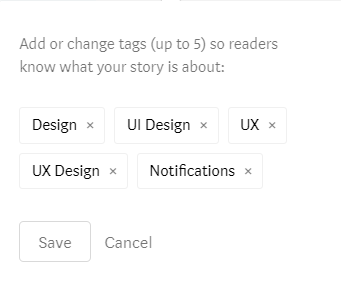 Add or change tags (up to 5) so readers
know what your story is about:
Design × UI Design × UX ×
UX Design × Notifications ×
Save Cancel